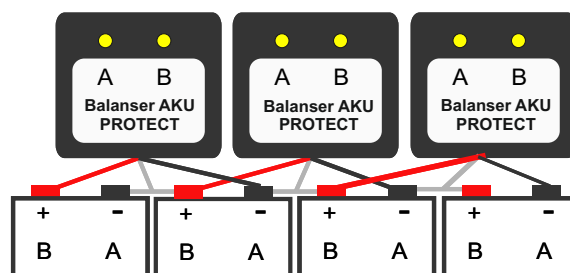 A B A B A B
Balanser AKU Balanser AKU Balanser AKU
PROTECT PROTECT PROTECT
+ - + - + - + -
B A B A B A B A